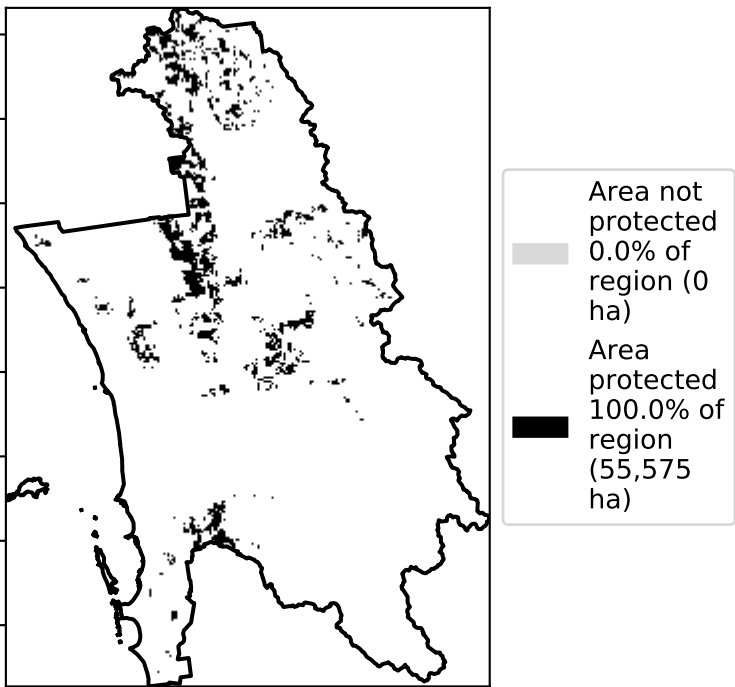 Area not
protected
0.0% of
region (0
ha)
Area
protected
100.0% of
region
(55,575
ha)